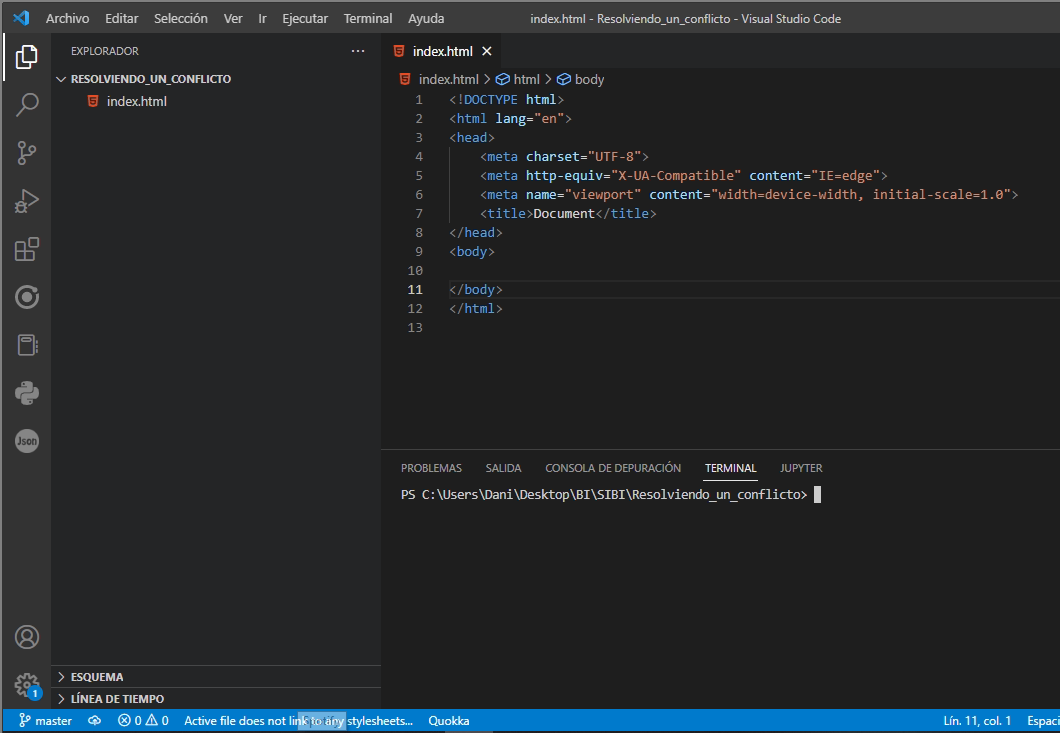 Archivo Editar Selección Ver Ir Ejecutar Terminal Ayuda index.html - Resolviendo_un_conflicto - Visual Studio Code
EXPLORADOR ...
RESOLVIENDO_UN_CONFLICTO
index.html
index.html
index.html > html > body
1 <!DOCTYPE html>
2 <html lang="en">
3 <head>
4     <meta charset="UTF-8">
5     <meta http-equiv="X-UA-Compatible" content="IE=edge">
6     <meta name="viewport" content="width=device-width, initial-scale=1.0">
7     <title>Document</title>
8 </head>
9 <body>
10
11 </body>
12 </html>
13
PROBLEMAS SALIDA CONSOLA DE DEPURACIÓN TERMINAL JUPYTER
PS C:\Users\Dani\Desktop\BI\SIBI\Resolviendo_un_conflicto>
Json
1
ESQUEMA
LÍNEA DE TIEMPO
master 0 0 Active file does not link to any stylesheets... Quokka Lín. 11, col. 1 Espaci